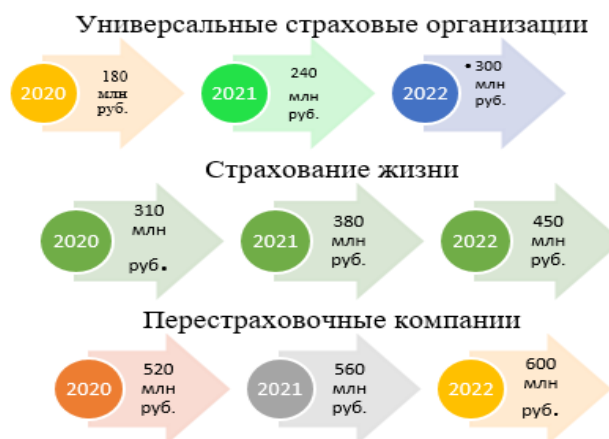 Универсальные страховые организации
2020
180
млн
руб.
2021
240
млн
руб.
2022
• 300
млн
руб.
Страхование жизни
2020
310
млн
руб.
2021
380
млн
руб.
2022
450
млн
руб.
Перестраховочные компании
2020
520
млн
руб.
2021
560
млн
руб.
2022
600
млн
руб.